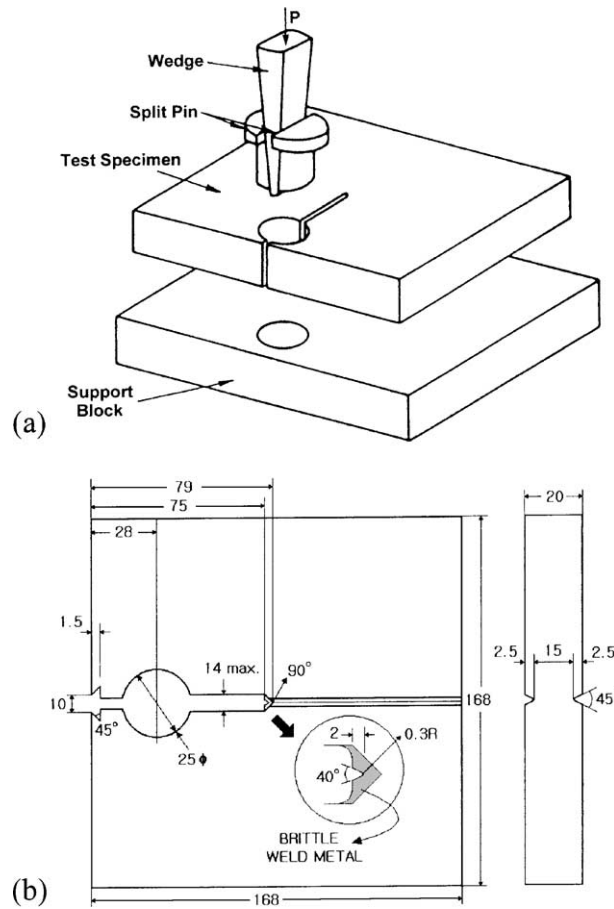 P
Wedge
Split Pin
Test Specimen
Support
Block
(a)
79
75
28
20
1.5
14 max.
90°
2.5
15
2.5
10
45°
168
45
25 ϕ
2
0.3R
40°
BRITTLE
WELD METAL
(b)
168